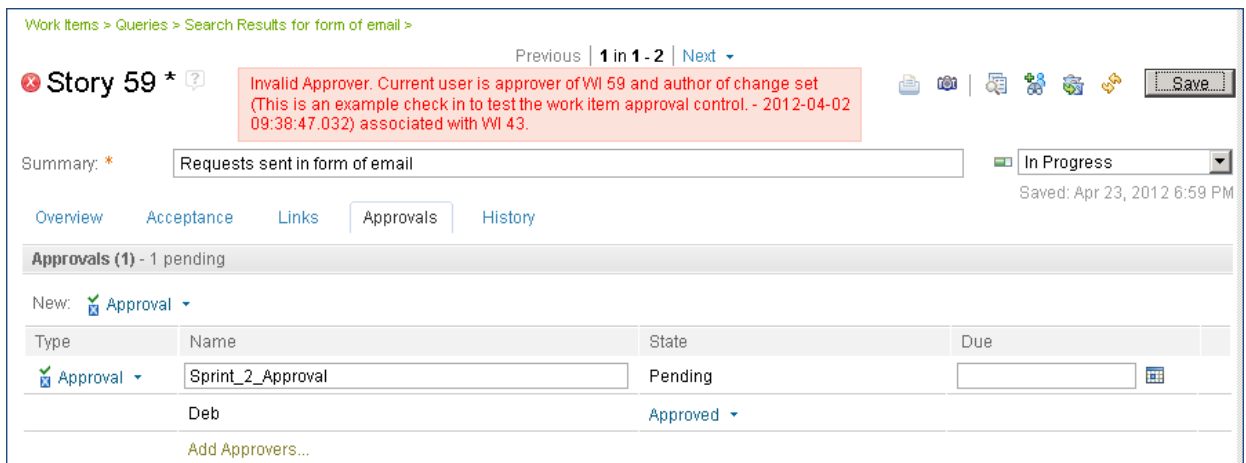 Work Items > Queries > Search Results for form of email >
Previous | 1 in 1 - 2 | Next
Story 59 * ?
Invalid Approver. Current user is approver of WI 59 and author of change set
(This is an example check in to test the work item approval control. - 2012-04-02
09:38:47.032) associated with WI 43.
Save
Summary: * Requests sent in form of email In Progress
Saved: Apr 23, 2012 6:59 PM
Overview Acceptance Links Approvals History
Approvals (1) - 1 pending
New: Approval
Type Name State Due
Approval Sprint_2_Approval Pending
Deb Approved
Add Approvers...